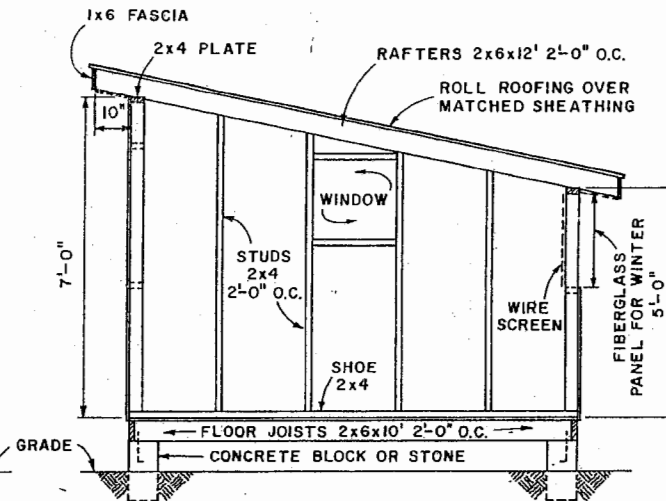 1x6 FASCIA
2x4 PLATE
RAFTERS 2x6x12' 2'-0" O.C.
ROLL ROOFING OVER
MATCHED SHEATHING
10"
WINDOW
7'-0"
STUDS
2x4
2'-0" O.C.
WIRE
SCREEN
FIBERGLASS
PANEL FOR WINTER
5'-0"
SHOE
2x4
FLOOR JOISTS 2x6x10' 2'-0" O.C.
GRADE
CONCRETE BLOCK OR STONE